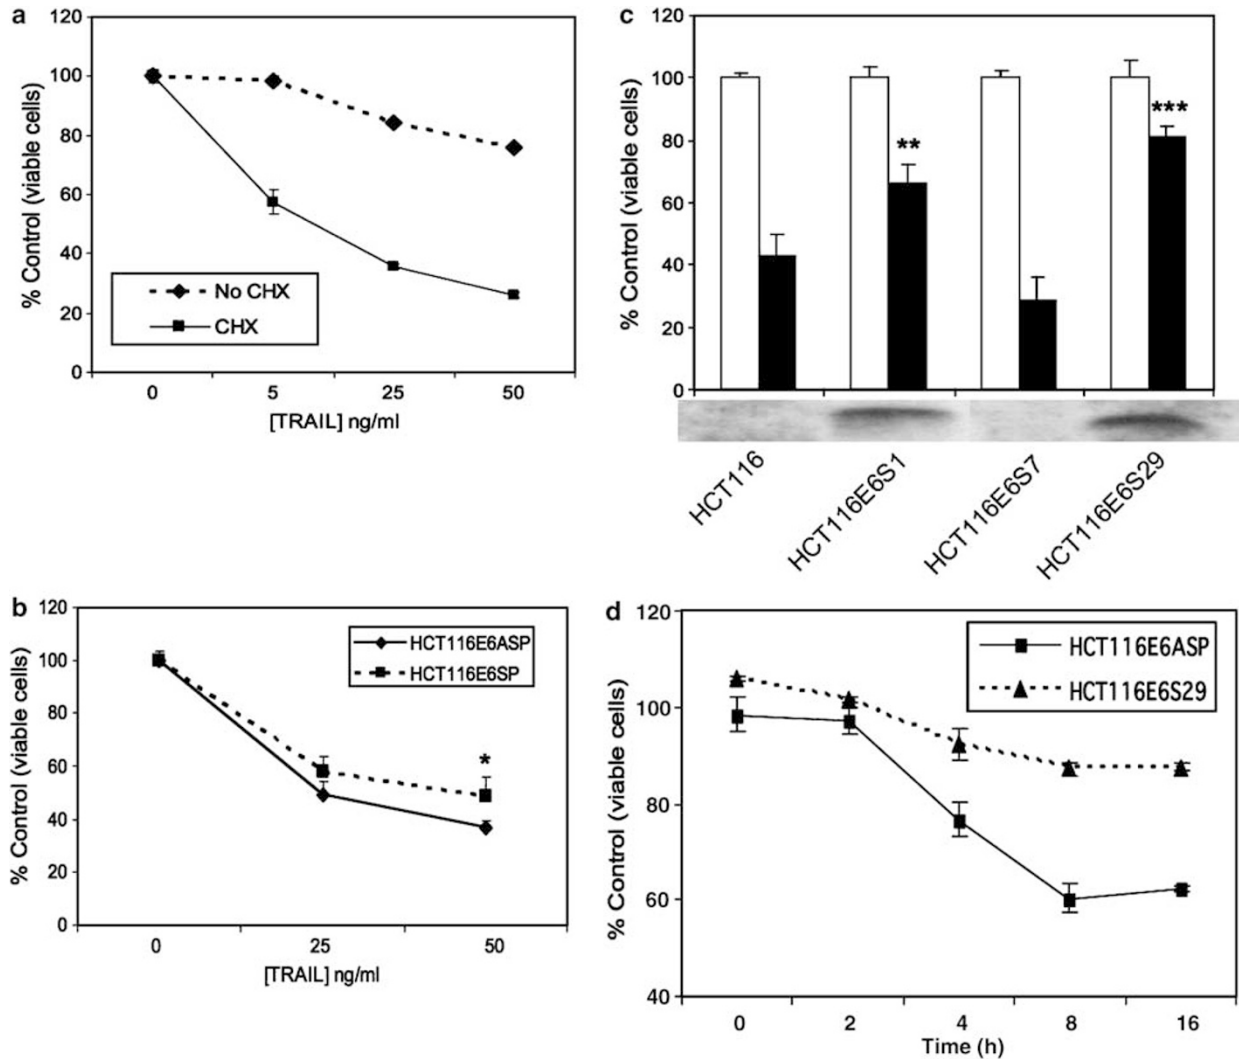 a
120
100
80
60
40
20
0
% Control (viable cells)
No CHX
CHX
0 5 25 50
[TRAIL] ng/ml
b
120
100
80
60
40
20
0
% Control (viable cells)
HCT116E6ASP
HCT116E6SP
*
0 25 50
[TRAIL] ng/ml
c
120
100
80
60
40
20
0
% Control (viable cells)
**
***
HCT116
HCT116E6S1
HCT116E6S7
HCT116E6S29
d
120
100
80
60
40
% Control (viable cells)
HCT116E6ASP
HCT116E6S29
0 2 4 8 16
Time (h)